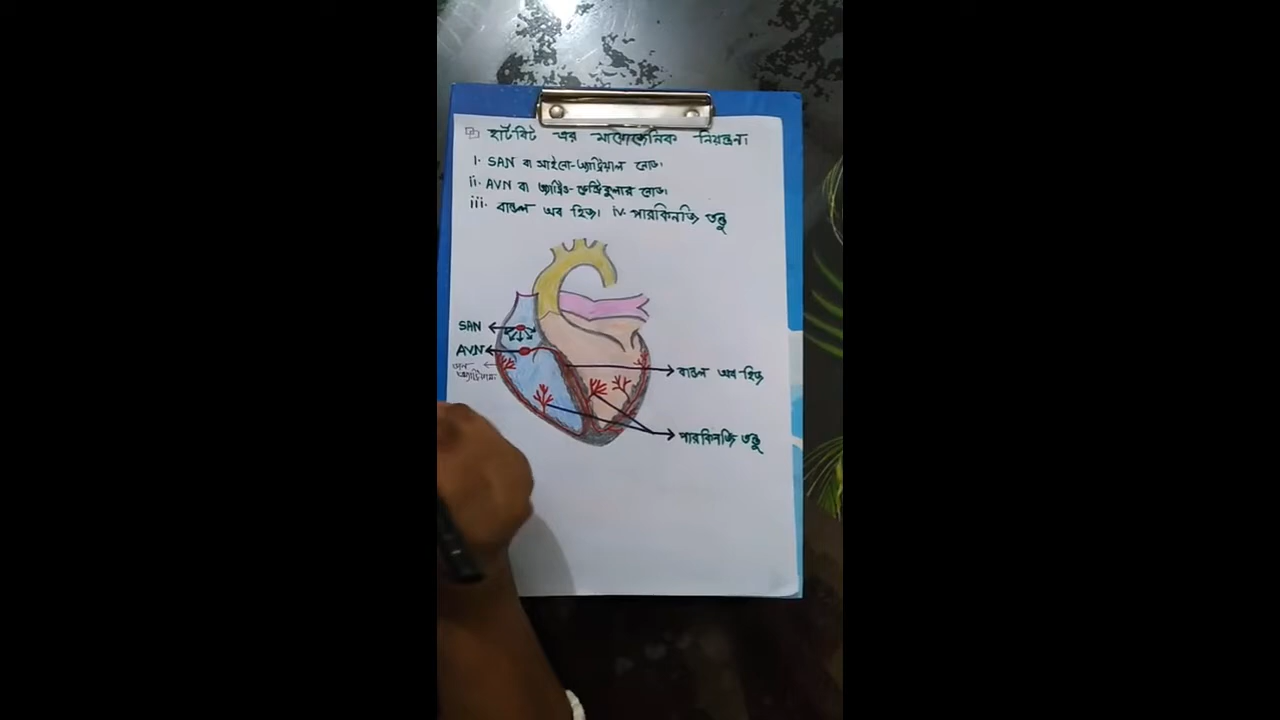 হার্টবিট এর মায়োজেনিক নিয়ন্ত্রন।
i. SAN বা সাইনো-অ্যাট্রিয়াল নোড।
ii. AVN বা অ্যাট্রিও-ভেন্ট্রিকুলার নোড।
iii. বান্ডল অব হিজ। iv. পারকিনজি তন্তু
SAN
AVN
বান্ডল অব হিজ
পারকিনজি তন্তু